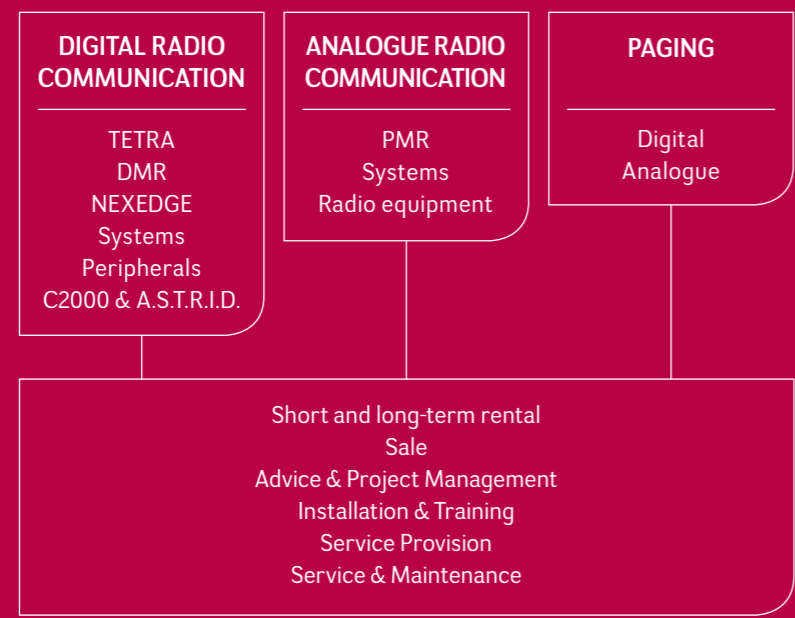 DIGITAL RADIO
COMMUNICATION
TETRA
DMR
NEXEDGE
Systems
Peripherals
C2000 & A.S.T.R.I.D.
ANALOGUE RADIO
COMMUNICATION
PMR
Systems
Radio equipment
PAGING
Digital
Analogue
Short and long-term rental
Sale
Advice & Project Management
Installation & Training
Service Provision
Service & Maintenance